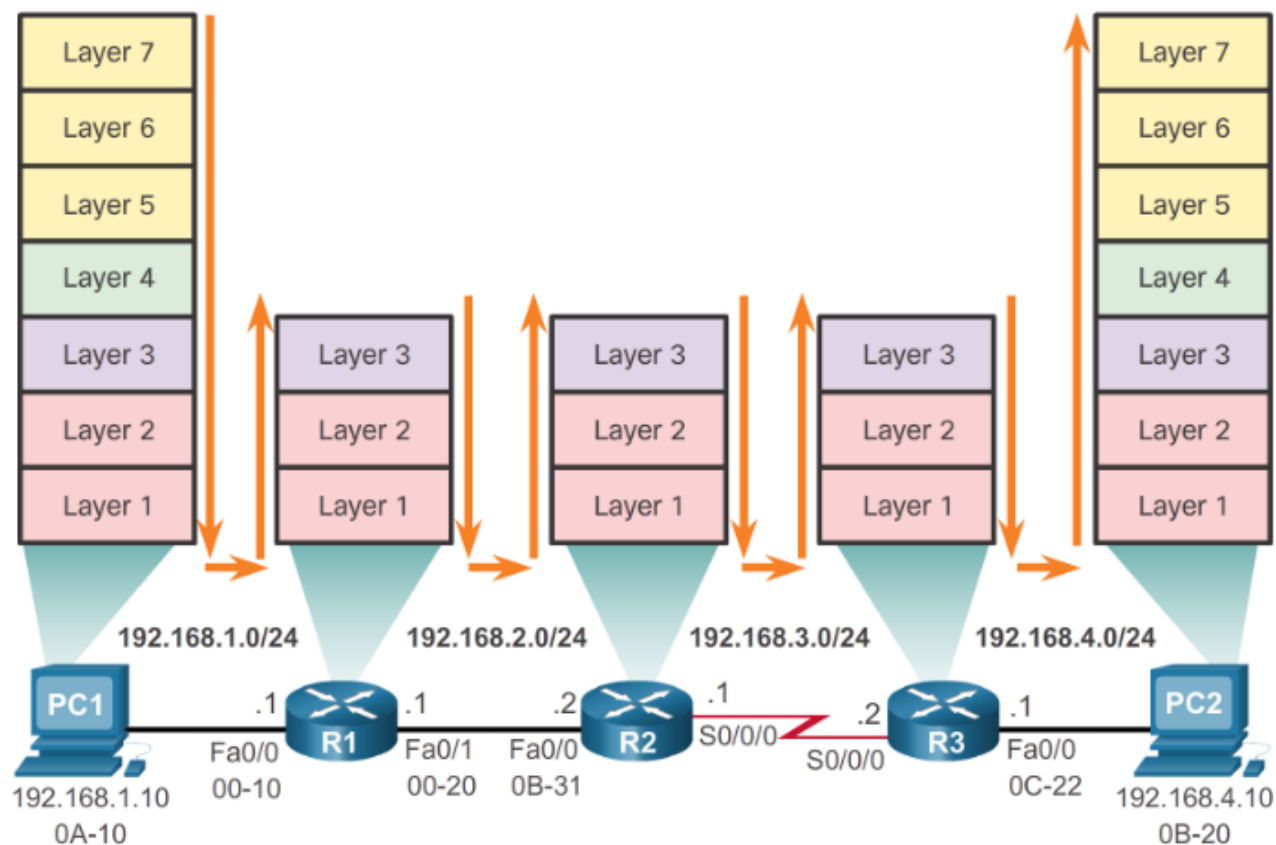 Layer 7
Layer 6
Layer 5
Layer 4
Layer 3
Layer 2
Layer 1
Layer 3
Layer 2
Layer 1
Layer 3
Layer 2
Layer 1
Layer 3
Layer 2
Layer 1
Layer 7
Layer 6
Layer 5
Layer 4
Layer 3
Layer 2
Layer 1
192.168.1.0/24
192.168.2.0/24
192.168.3.0/24
192.168.4.0/24
PC1
192.168.1.10
0A-10
.1
Fa0/0
00-10
R1
.1
Fa0/1
00-20
.2
Fa0/0
0B-31
R2
.1
S0/0/0
.2
S0/0/0
R3
.1
Fa0/0
0C-22
PC2
192.168.4.10
0B-20